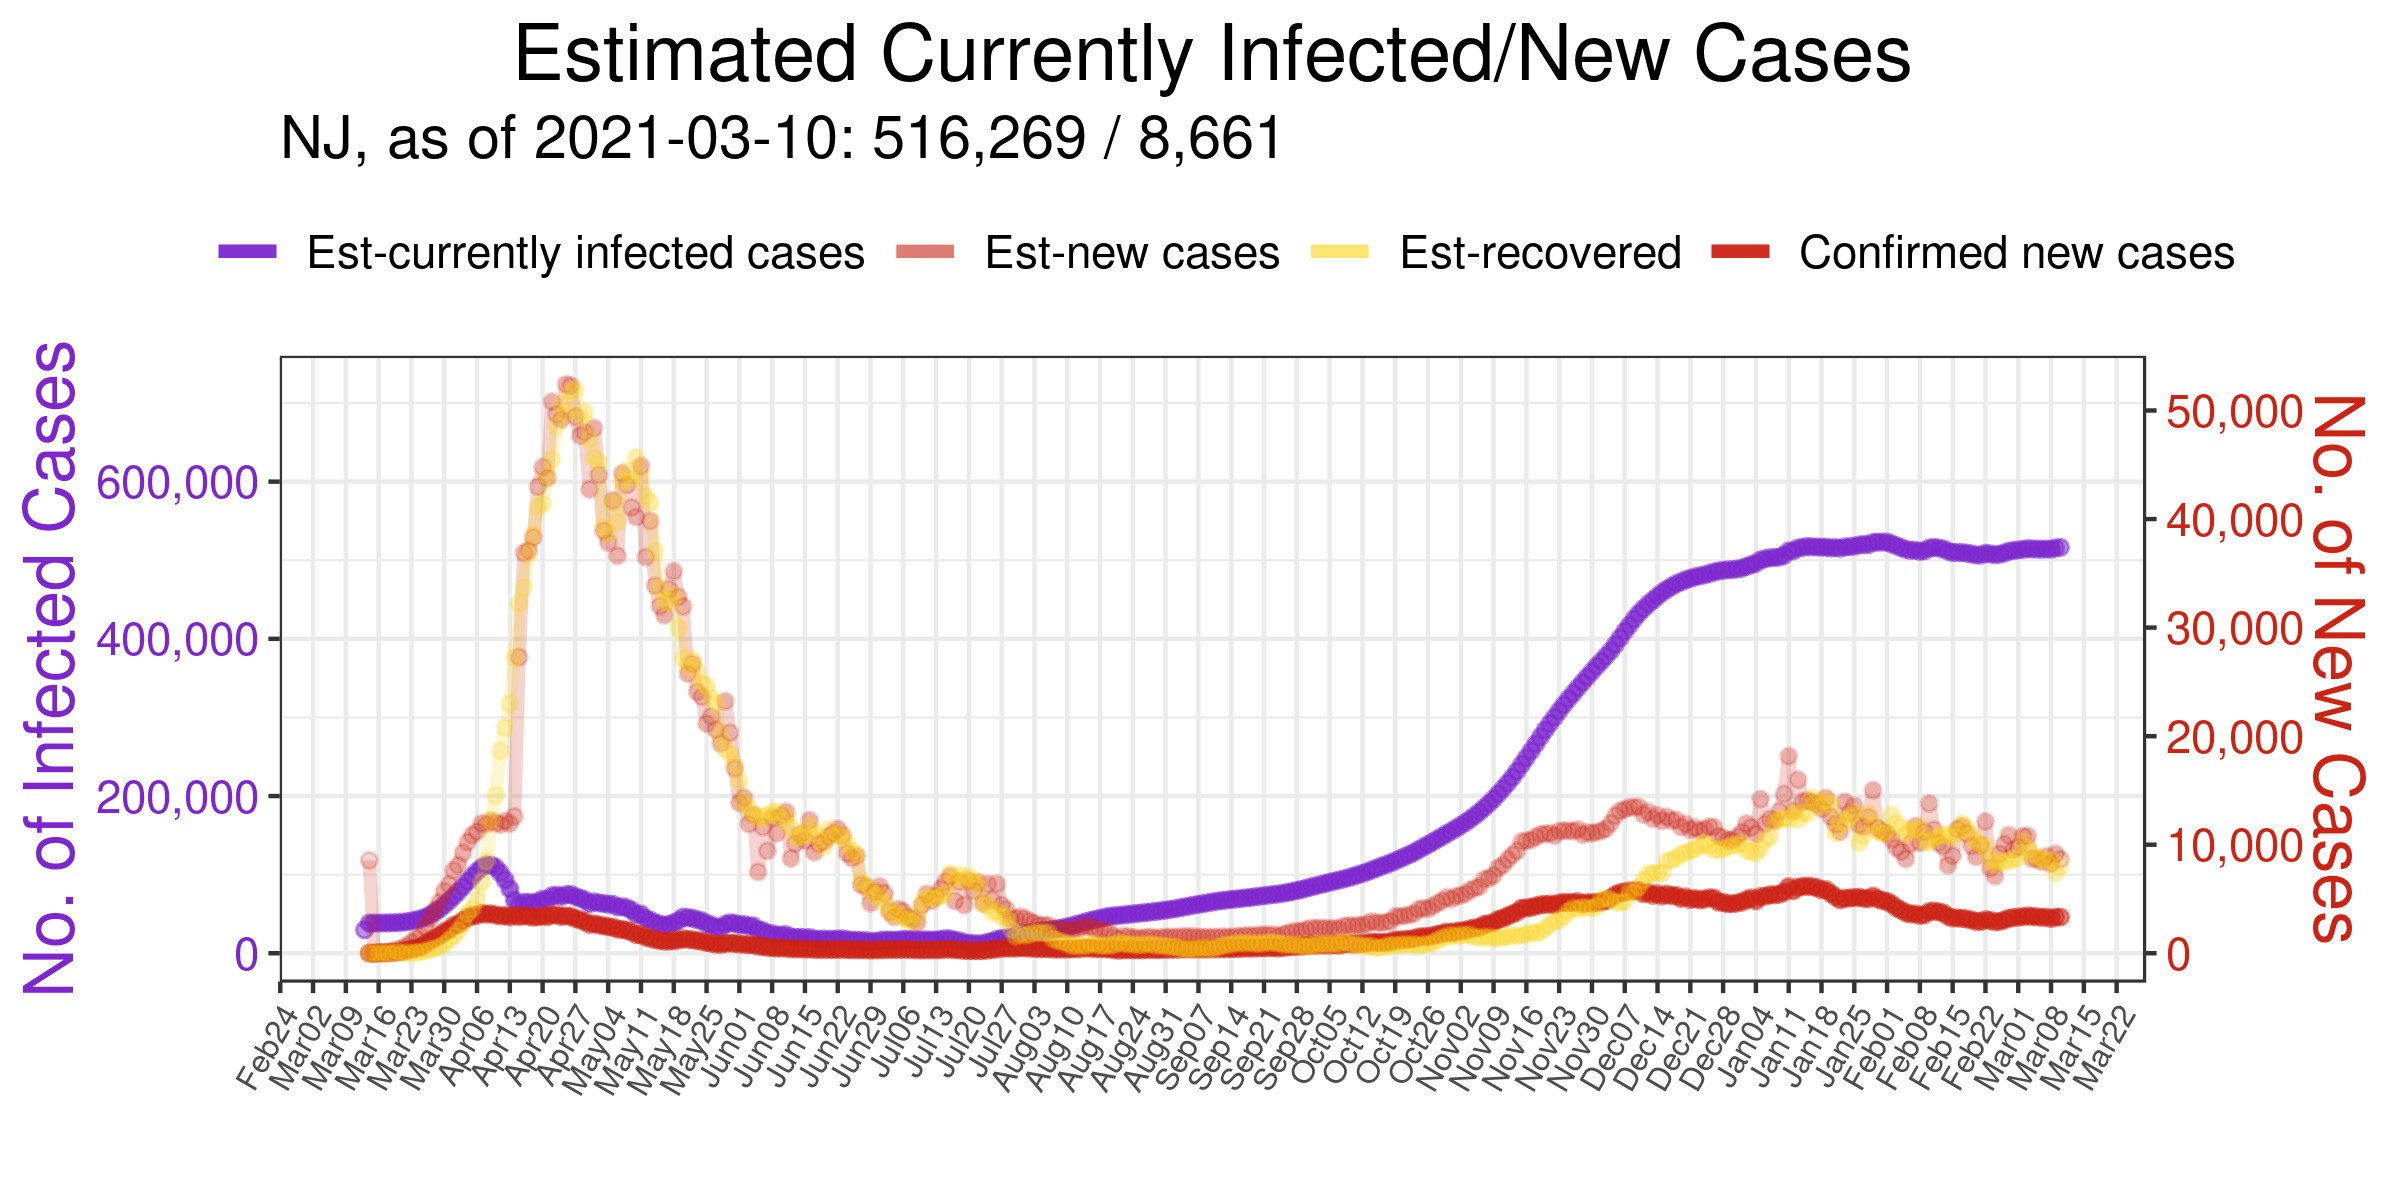 Estimated Currently Infected/New Cases
NJ, as of 2021-03-10: 516,269 / 8,661
Est-currently infected cases Est-new cases Est-recovered Confirmed new cases
No. of Infected Cases
600,000
400,000
200,000
0
50,000
40,000
30,000
20,000
10,000
0
No. of New Cases
Feb24 Mar02 Mar09 Mar16 Mar23 Mar30 Apr06 Apr13 Apr20 Apr27 May04 May11 May18 May25 Jun01 Jun08 Jun15 Jun22 Jun29 Jul06 Jul13 Jul20 Jul27 Aug03 Aug10 Aug17 Aug24 Aug31 Sep07 Sep14 Sep21 Sep28 Oct05 Oct12 Oct19 Oct26 Nov02 Nov09 Nov16 Nov23 Nov30 Dec07 Dec14 Dec21 Dec28 Jan04 Jan11 Jan18 Jan25 Feb01 Feb08 Feb15 Feb22 Mar01 Mar08 Mar15 Mar22